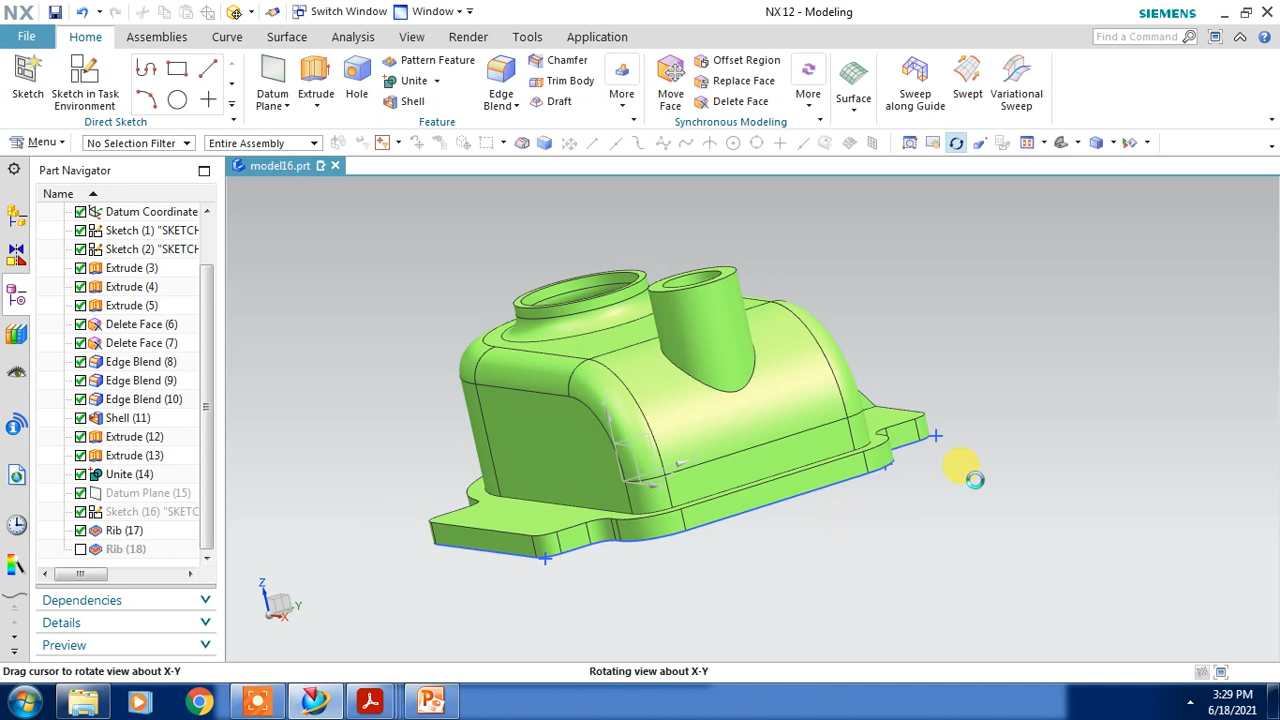 NX
Switch Window
Window
NX 12 - Modeling
SIEMENS
File
Home
Assemblies
Curve
Surface
Analysis
View
Render
Tools
Application
Find a Command
Sketch
Sketch in Task
Environment
Direct Sketch
Datum
Plane
Extrude
Hole
Pattern Feature
Unite
Shell
Edge
Blend
Chamfer
Trim Body
Draft
More
Feature
Move
Face
Offset Region
Replace Face
Delete Face
More
Synchronous Modeling
Surface
Sweep
along Guide
Swept
Variational
Sweep
Menu
No Selection Filter
Entire Assembly
Part Navigator
model16.prt
Name
Datum Coordinate
Sketch (1) "SKETCH
Sketch (2) "SKETCH
Extrude (3)
Extrude (4)
Extrude (5)
Delete Face (6)
Delete Face (7)
Edge Blend (8)
Edge Blend (9)
Edge Blend (10)
Shell (11)
Extrude (12)
Extrude (13)
Unite (14)
Datum Plane (15)
Sketch (16) "SKETC
Rib (17)
Rib (18)
Dependencies
Details
Preview
Z
Y
X
Drag cursor to rotate view about X-Y
Rotating view about X-Y
3:29 PM
6/18/2021